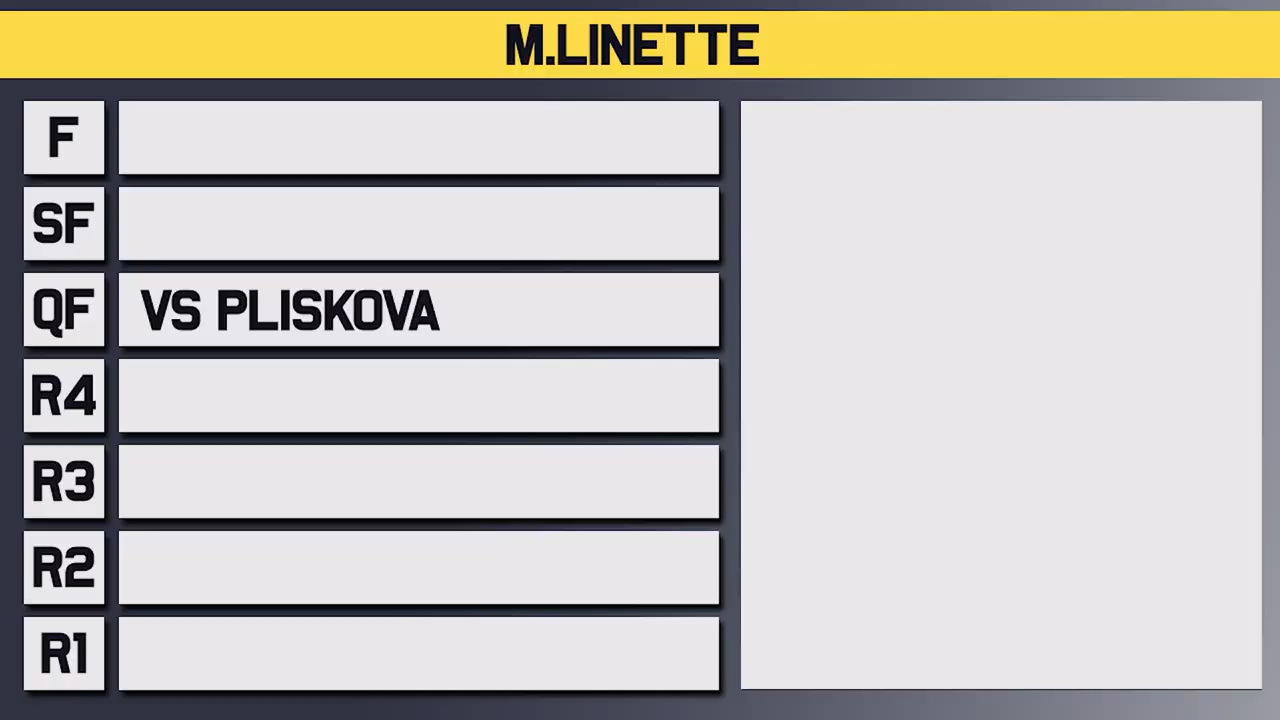 M.LINETTE
F
SF
QF VS PLISKOVA
R4
R3
R2
R1